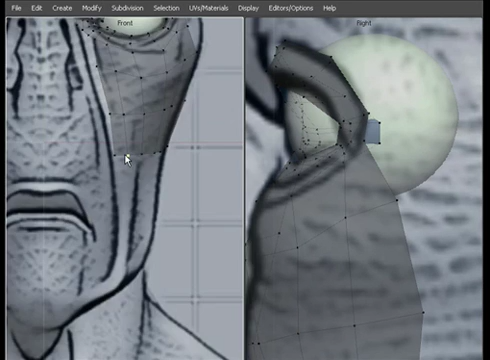 File Edit Create Modify Subdivision Selection UVs/Materials Display Editors/Options Help
Front Right